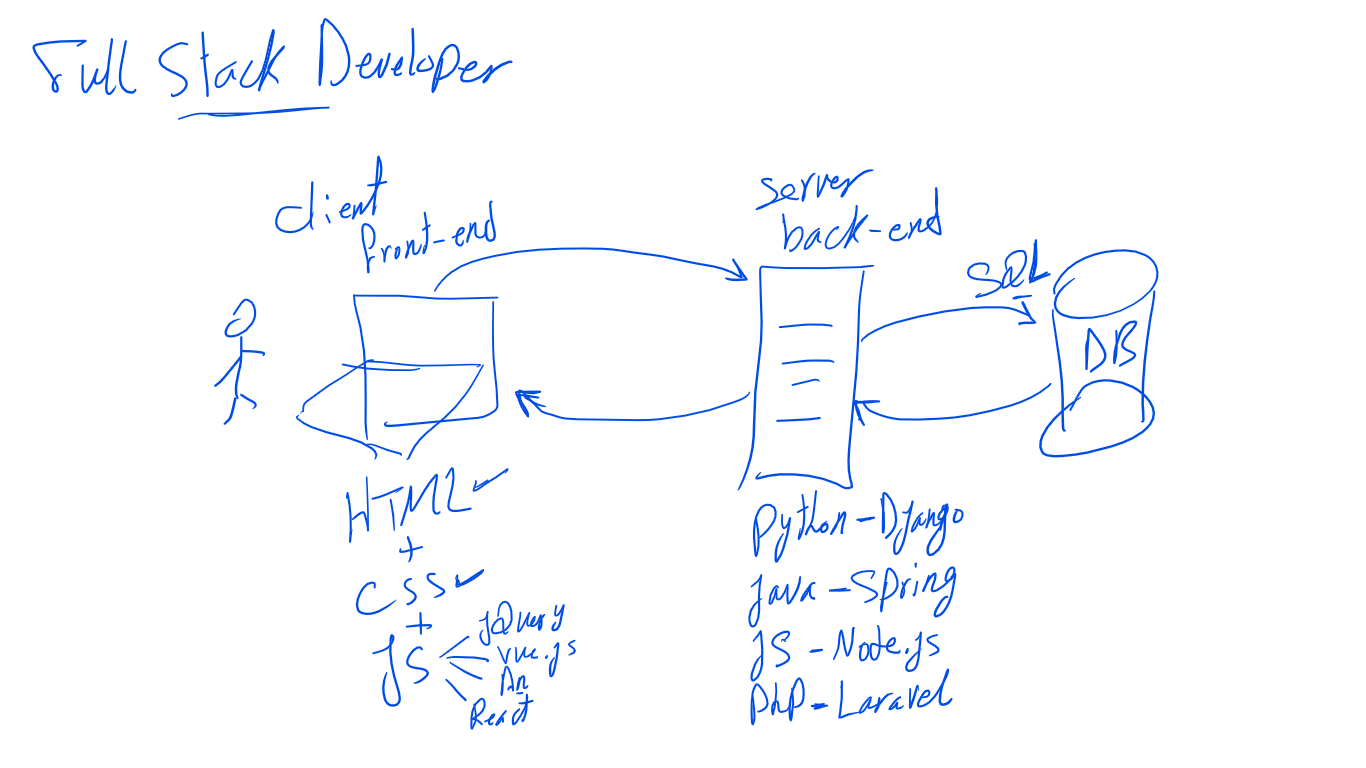 Full Stack Developer
client
front-end
server
back-end
SQL
DB
HTML
+
CSS
+
JS
jQuery
vue.js
An
React
Python - Django
Java - Spring
JS - Node.js
PhP - Laravel